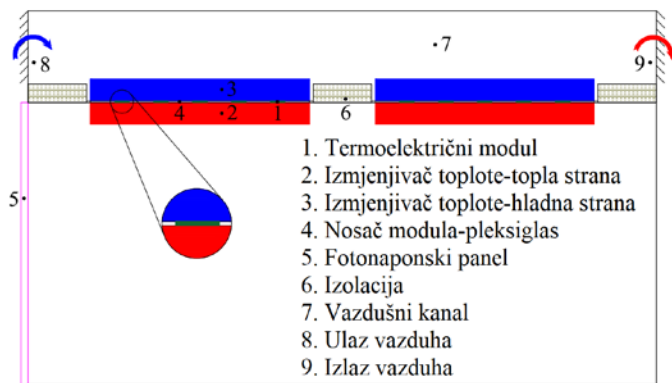 7
8
9
3
4
2
1
6
5
1. Termoelektrični modul
2. Izmjenjivač toplote-topla strana
3. Izmjenjivač toplote-hladna strana
4. Nosač modula-pleksiglas
5. Fotonaponski panel
6. Izolacija
7. Vazdušni kanal
8. Ulaz vazduha
9. Izlaz vazduha